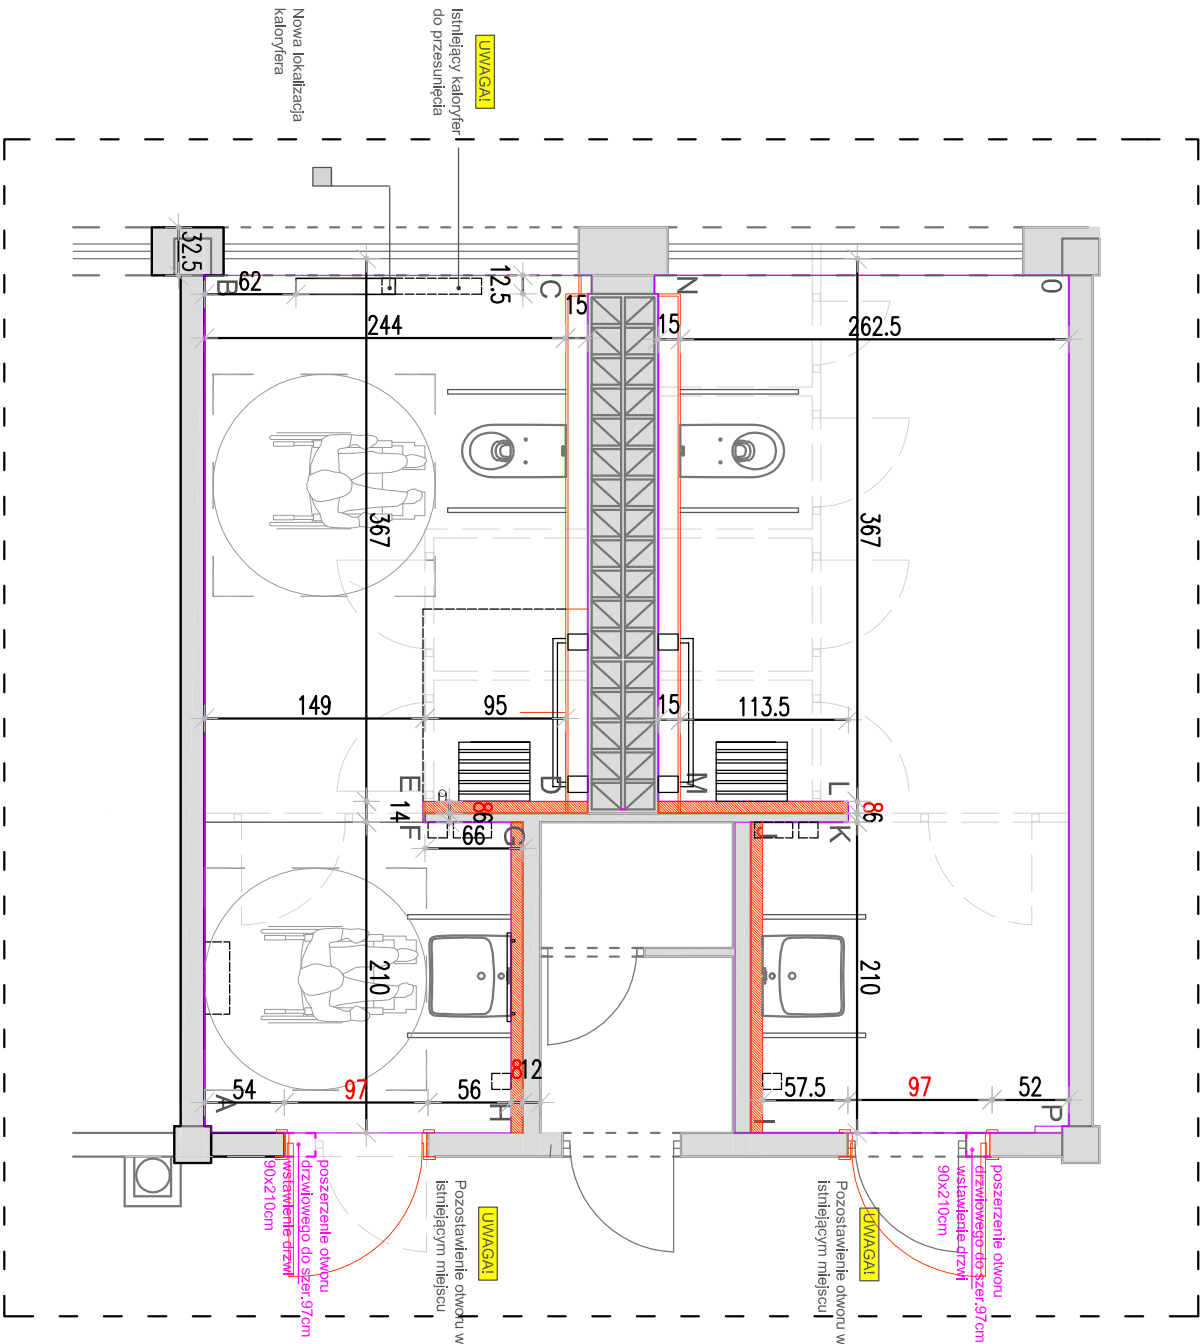 UWAGA!
Istniejący kaloryfer
do przesunięcia
Nowa lokalizacja
kaloryfera
32.5
B
62
12.5
C
15
N
15
O
244
262.5
367
367
149
95
15
113.5
E
D
M
L
14
F
86
66
G
J
K
86
210
210
54
97
56
8
12
57.5
97
52
A
H
I
P
poszerzenie otworu
drzwiowego do szer.97cm
wstawienie drzwi
90x210cm
UWAGA!
Pozostawienie otworu w
istniejącym miejscu
UWAGA!
Pozostawienie otworu w
istniejącym miejscu
poszerzenie otworu
drzwiowego do szer.97cm
wstawienie drzwi
90x210cm